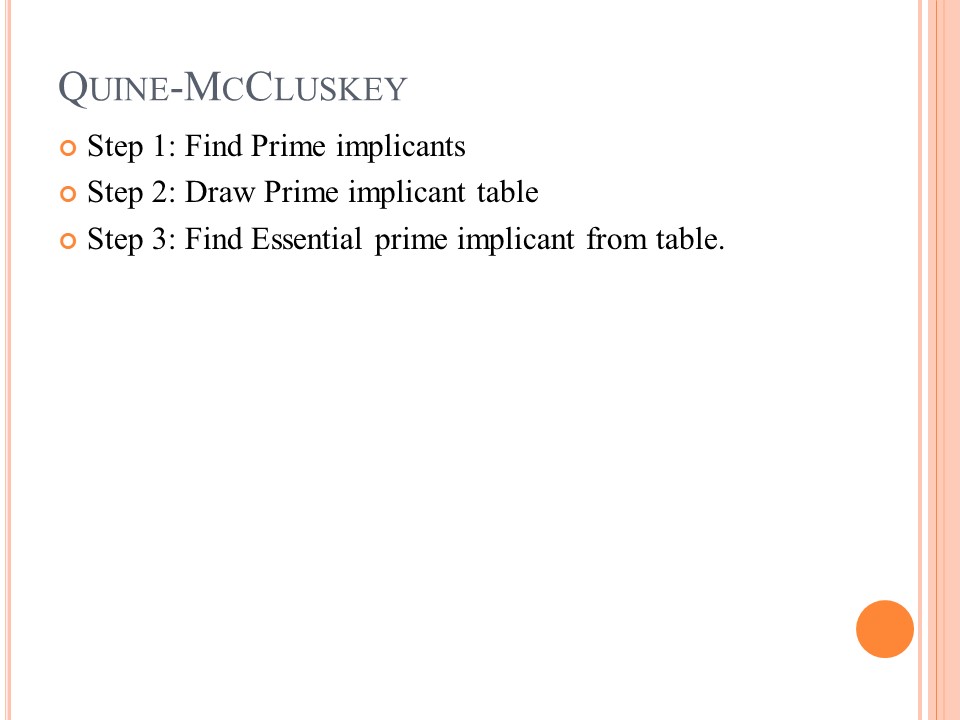 Quine-McCluskey
Step 1: Find Prime implicants
Step 2: Draw Prime implicant table
Step 3: Find Essential prime implicant from table.